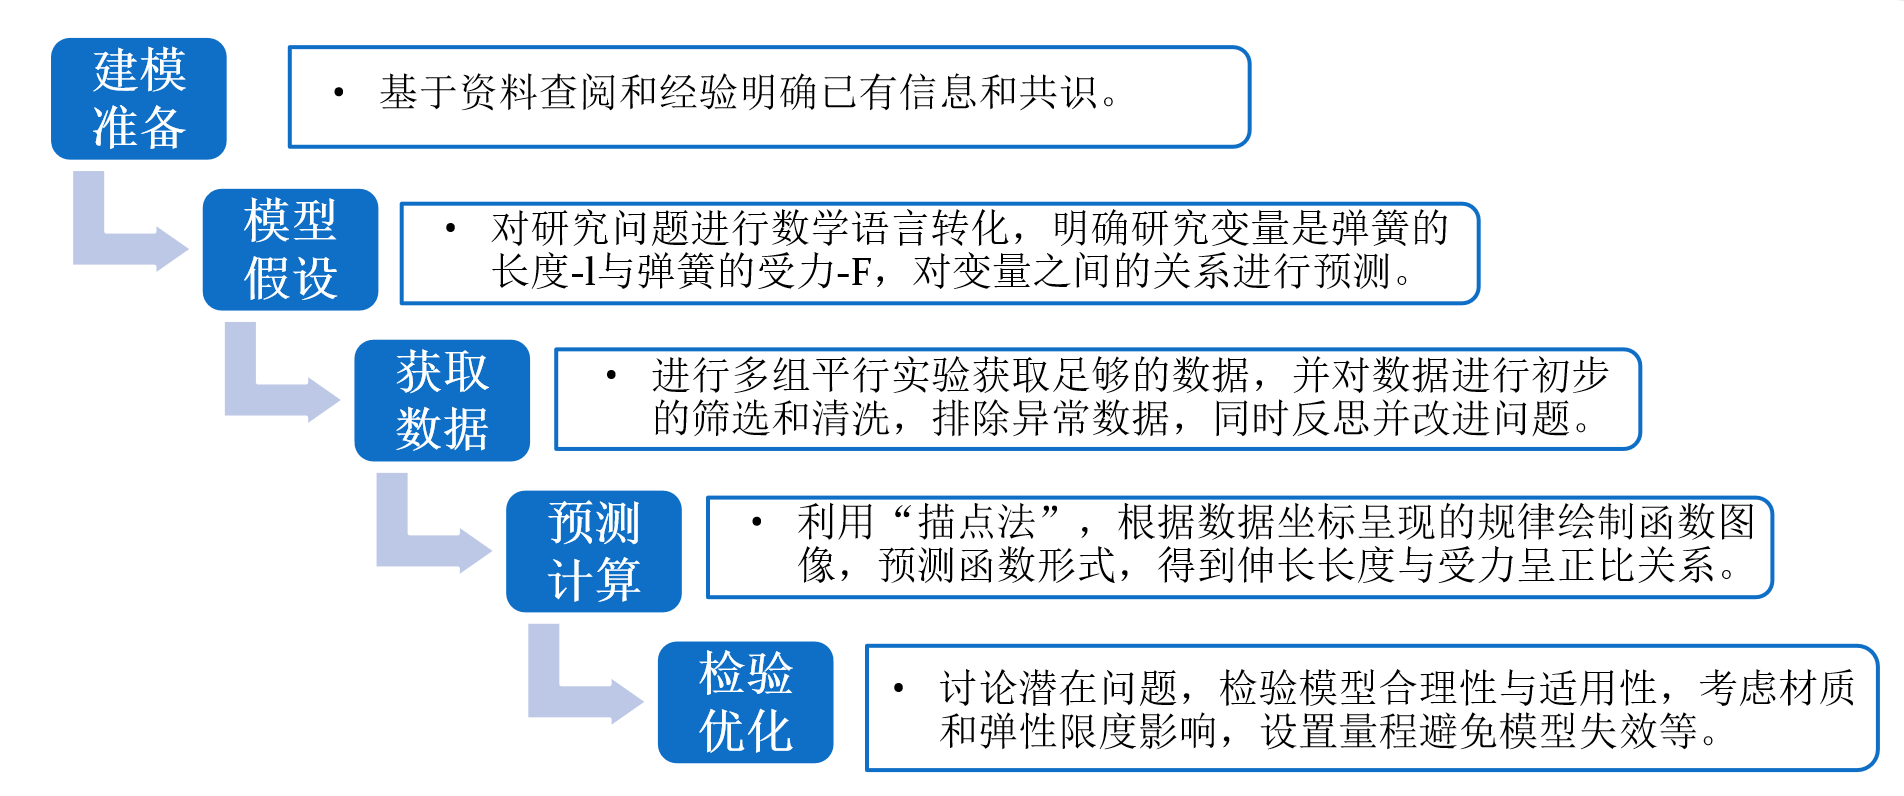 建模
准备
• 基于资料查阅和经验明确已有信息和共识。
模型
假设
• 对研究问题进行数学语言转化，明确研究变量是弹簧的
长度-l与弹簧的受力-F，对变量之间的关系进行预测。
获取
数据
• 进行多组平行实验获取足够的数据，并对数据进行初步
的筛选和清洗，排除异常数据，同时反思并改进问题。
预测
计算
• 利用“描点法”，根据数据坐标呈现的规律绘制函数图
像，预测函数形式，得到伸长长度与受力呈正比关系。
检验
优化
• 讨论潜在问题，检验模型合理性与适用性，考虑材质
和弹性限度影响，设置量程避免模型失效等。